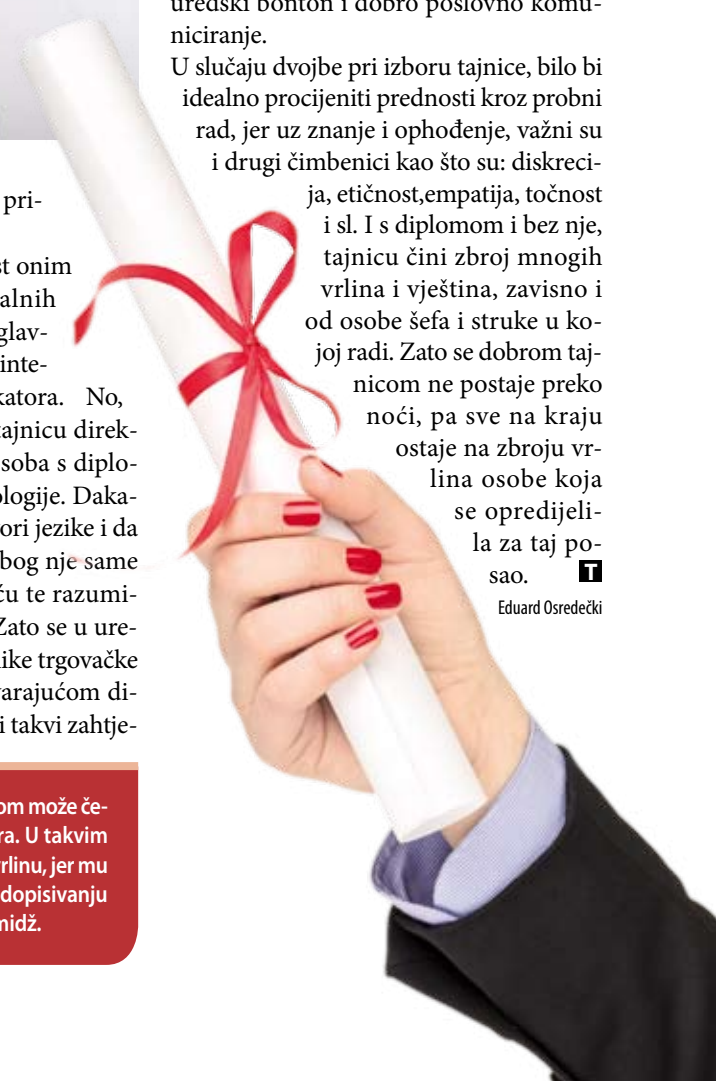 pri-
st onim
alnih
glav-
inte-
katora. No,
tajnicu direk-
soba s diplo-
ologije. Daka-
ori jezike i da
bog nje same
ću te razumi-
Zato se u ure-
ike trgovačke
varajućom di-
i takvi zahtje-
om može če-
ra. U takvim
rlinu, jer mu
dopisivanju
midž.
uredski bonton i dobro poslovno komu-
niciranje.
U slučaju dvojbe pri izboru tajnice, bilo bi
idealno procijeniti prednosti kroz probni
rad, jer uz znanje i ophođenje, važni su
i drugi čimbenici kao što su: diskreci-
ja, etičnost,empatija, točnost
i sl. I s diplomom i bez nje,
tajnicu čini zbroj mnogih
vrlina i vještina, zavisno i
od osobe šefa i struke u ko-
joj radi. Zato se dobrom taj-
nicom ne postaje preko
noći, pa sve na kraju
ostaje na zbroju vr-
lina osobe koja
se opredijeli-
la za taj po-
sao. T
Eduard Osredečki